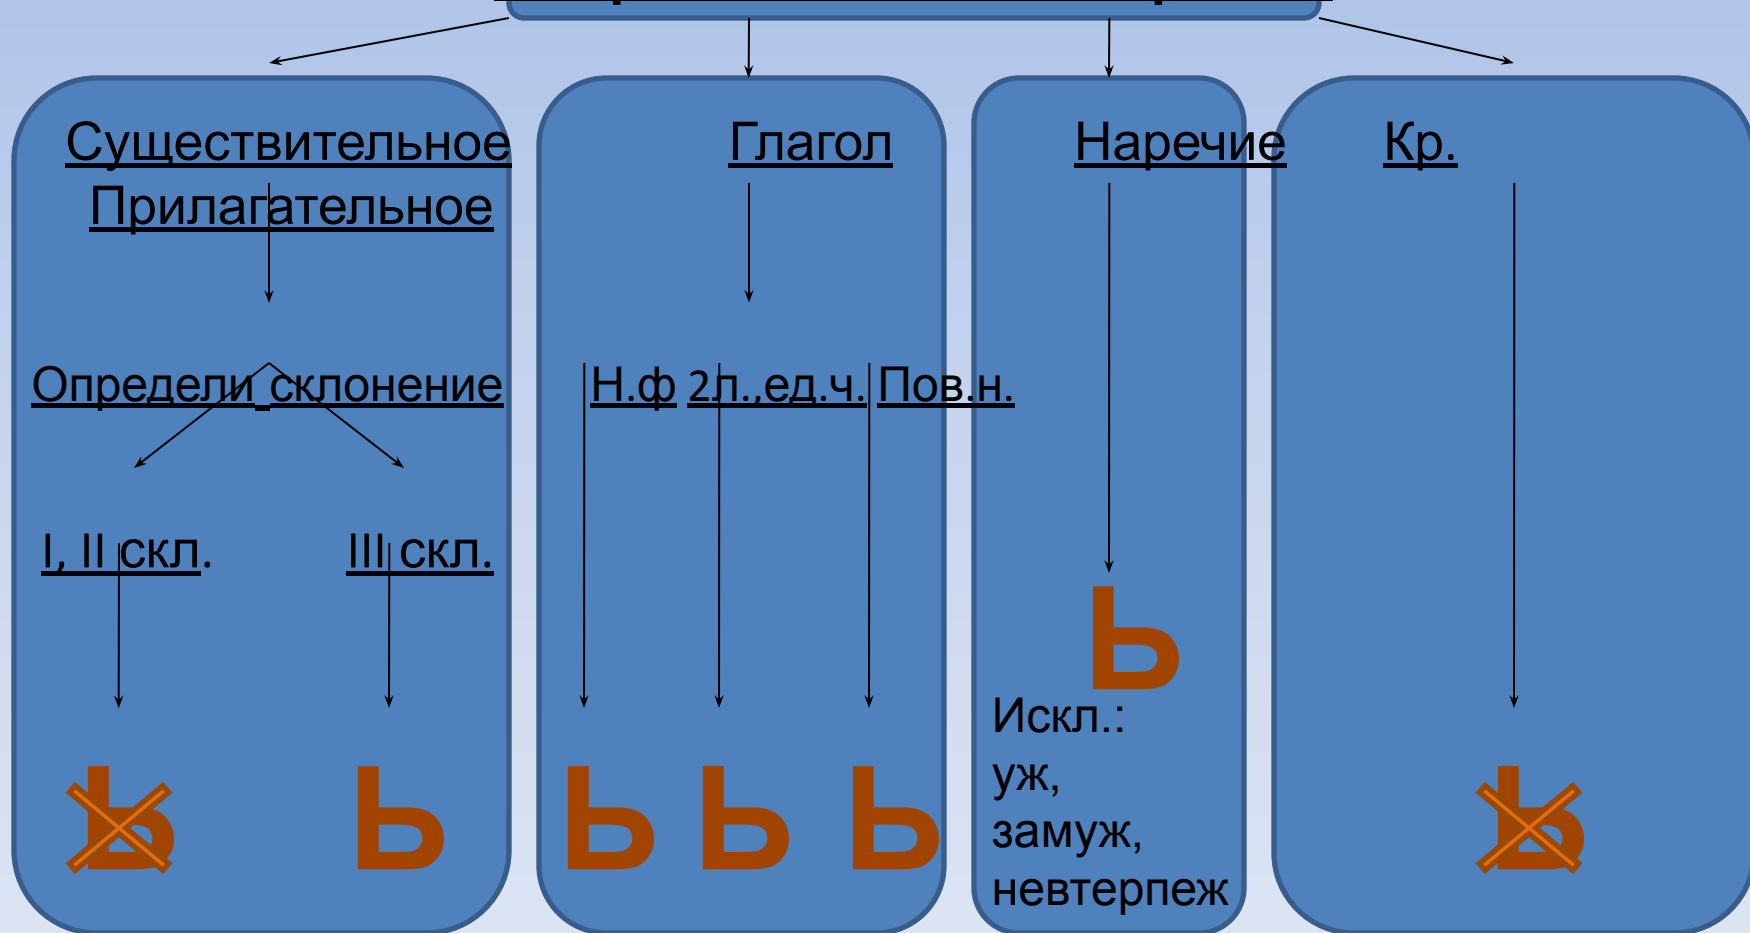 Существительное Глагол Наречие Кр.
Прилагательное
Определи склонение Н.ф 2л.,ед.ч. Пов.н.
I, II скл. III скл.
Ь
Искл.:
уж,
замуж,
невтерпеж
Ь Ь Ь Ь Ь Ь